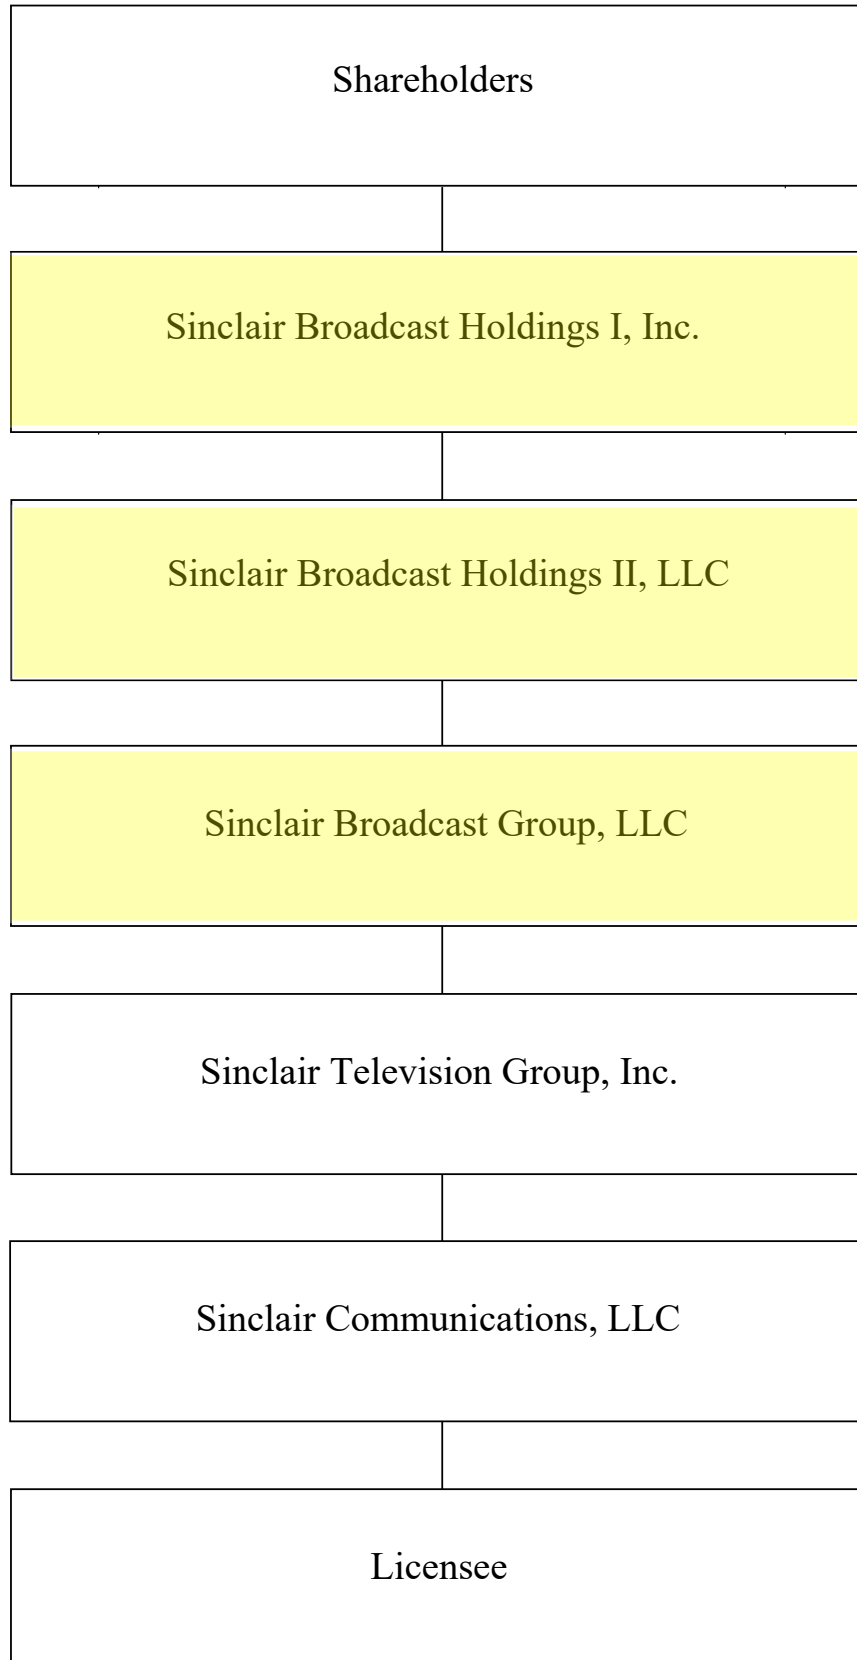 Shareholders
Sinclair Broadcast Holdings I, Inc.
Sinclair Broadcast Holdings II, LLC
Sinclair Broadcast Group, LLC
Sinclair Television Group, Inc.
Sinclair Communications, LLC
Licensee